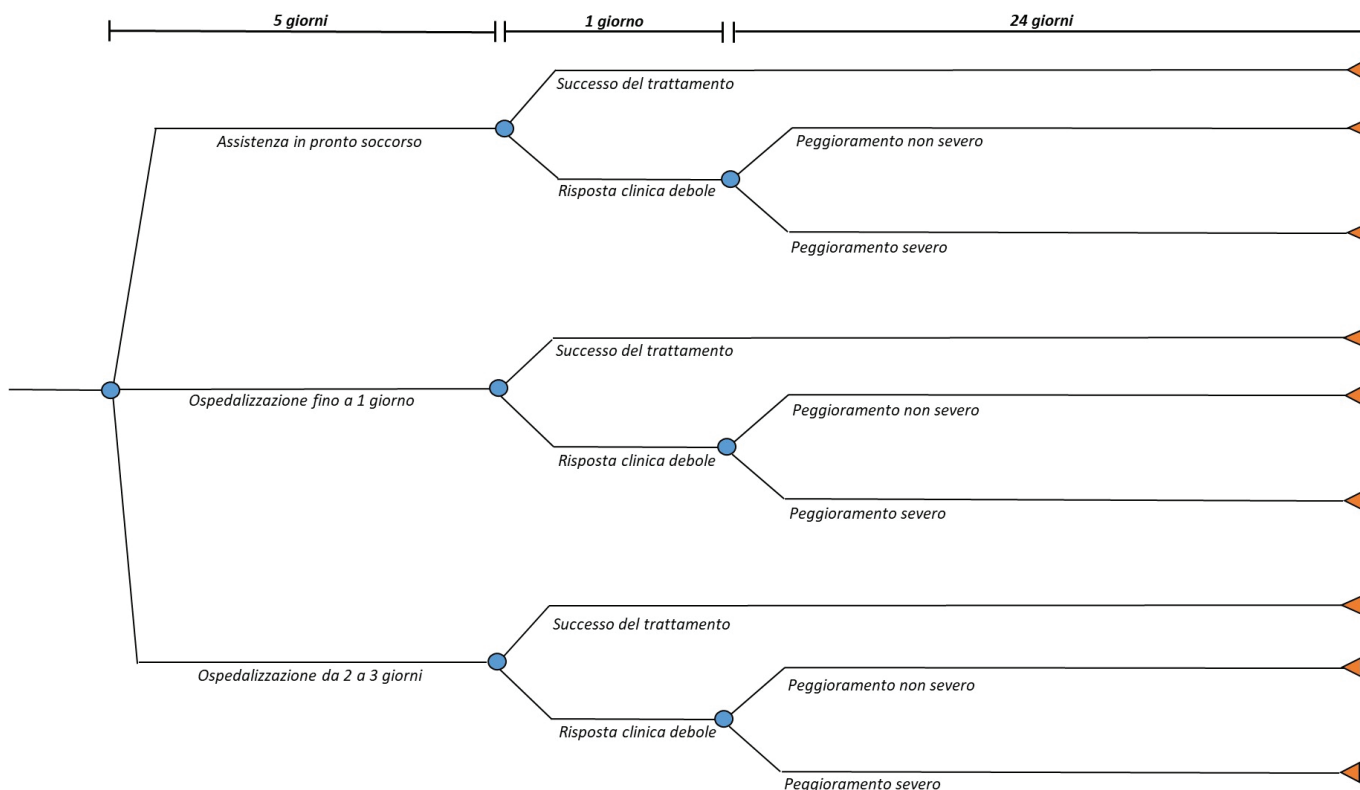 5 giorni
1 giorno
24 giorni
Successo del trattamento
Assistenza in pronto soccorso
Peggioramento non severo
Risposta clinica debole
Peggioramento severo
Successo del trattamento
Ospedalizzazione fino a 1 giorno
Peggioramento non severo
Risposta clinica debole
Peggioramento severo
Successo del trattamento
Ospedalizzazione da 2 a 3 giorni
Peggioramento non severo
Risposta clinica debole
Peggioramento severo